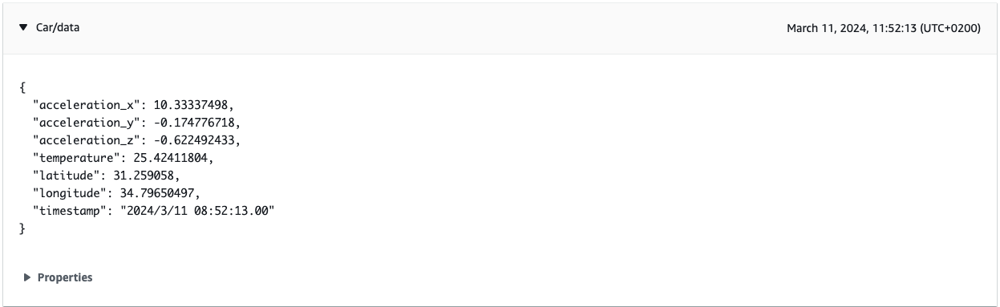 Car/data
March 11, 2024, 11:52:13 (UTC+0200)
{
"acceleration_x": 10.33337498,
"acceleration_y": -0.174776718,
"acceleration_z": -0.622492433,
"temperature": 25.42411804,
"latitude": 31.259058,
"longitude": 34.79650497,
"timestamp": "2024/3/11 08:52:13.00"
}
Properties